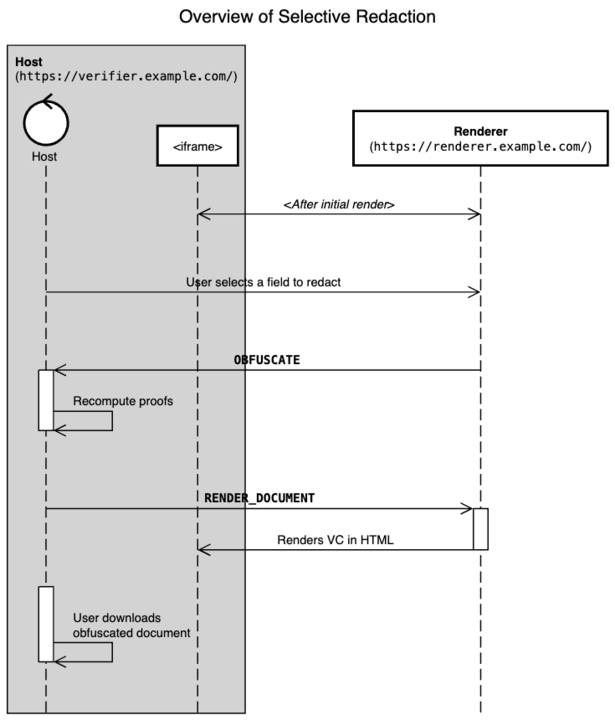 Overview of Selective Redaction
Host
(https://verifier.example.com/)
Host
<iframe>
Renderer
(https://renderer.example.com/)
<After initial render>
User selects a field to redact
OBFUSCATE
Recompute proofs
RENDER_DOCUMENT
Renders VC in HTML
User downloads
obfuscated document